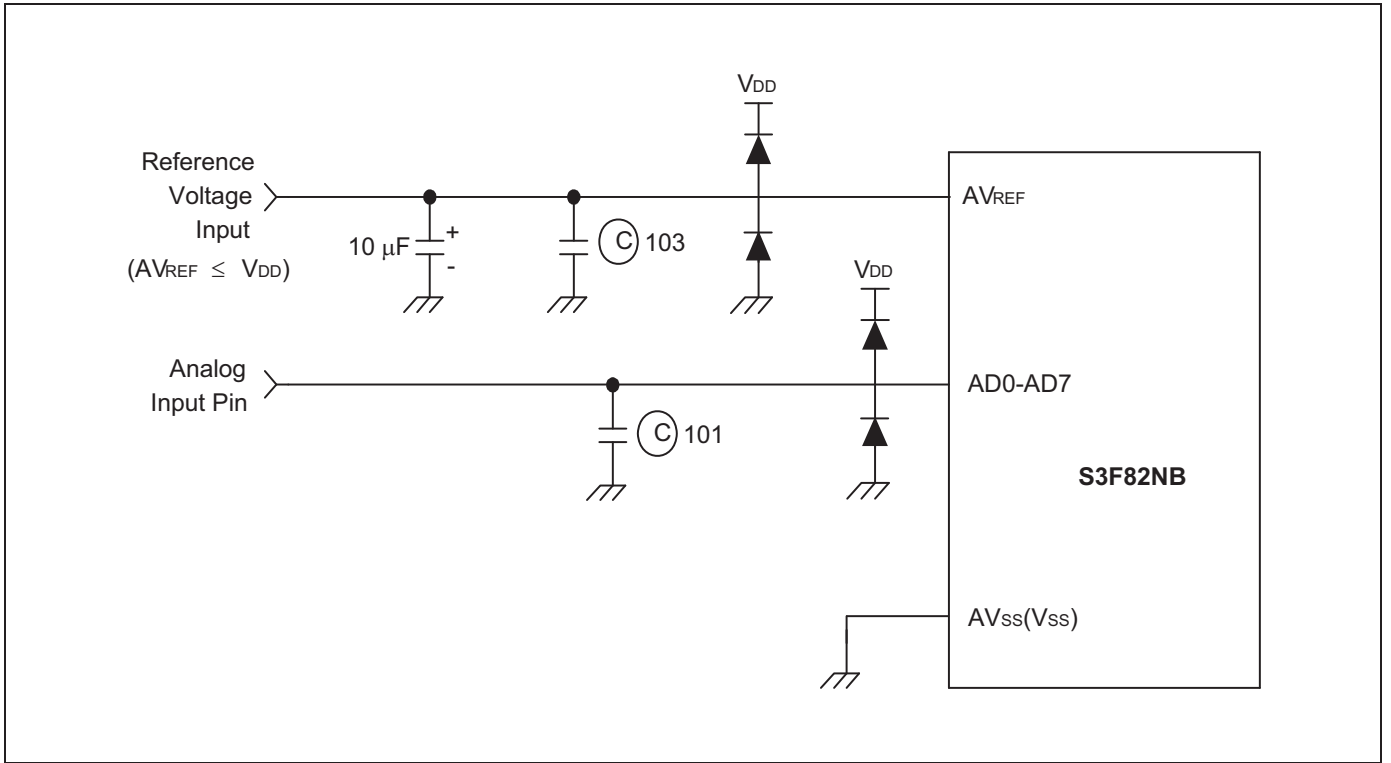 VDD
Reference
Voltage
Input
(AVREF ≤ VDD)
10 μF
+
-
C 103
AVREF
VDD
Analog
Input Pin
C 101
AD0-AD7
S3F82NB
AVSS(VSS)